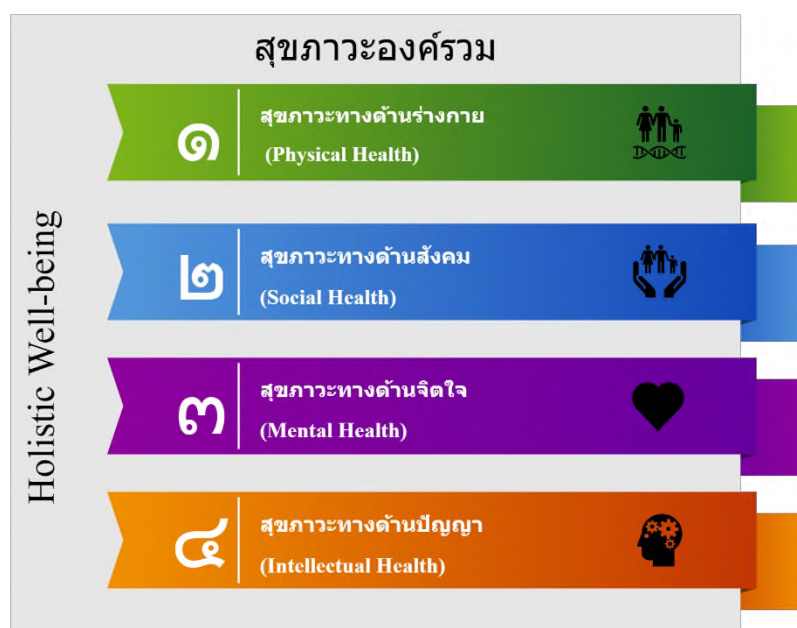 สุขภาวะองค์รวม
Holistic Well-being
๑
สุขภาวะทางด้านร่างกาย
(Physical Health)
๒
สุขภาวะทางด้านสังคม
(Social Health)
๓
สุขภาวะทางด้านจิตใจ
(Mental Health)
๔
สุขภาวะทางด้านปัญญา
(Intellectual Health)